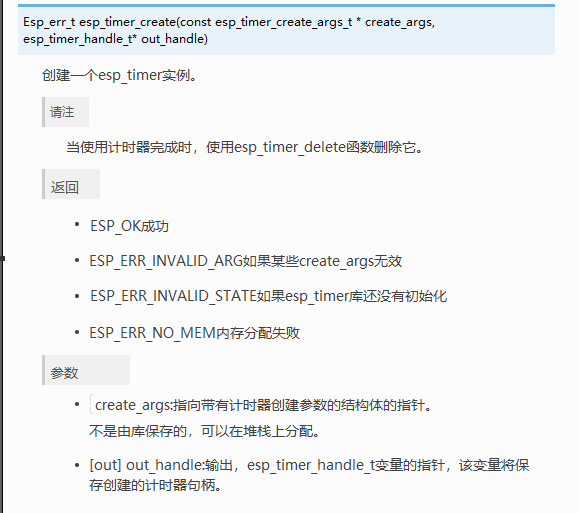 Esp_err_t esp_timer_create(const esp_timer_create_args_t * create_args,
esp_timer_handle_t* out_handle)
创建一个esp_timer实例。
请注
当使用计时器完成时，使用esp_timer_delete函数删除它。
返回
• ESP_OK成功
• ESP_ERR_INVALID_ARG如果某些create_args无效
• ESP_ERR_INVALID_STATE如果esp_timer库还没有初始化
• ESP_ERR_NO_MEM内存分配失败
参数
• create_args:指向带有计时器创建参数的结构体的指针。
不是由库保存的，可以在堆栈上分配。
• [out] out_handle:输出，esp_timer_handle_t变量的指针，该变量将保
存创建的计时器句柄。